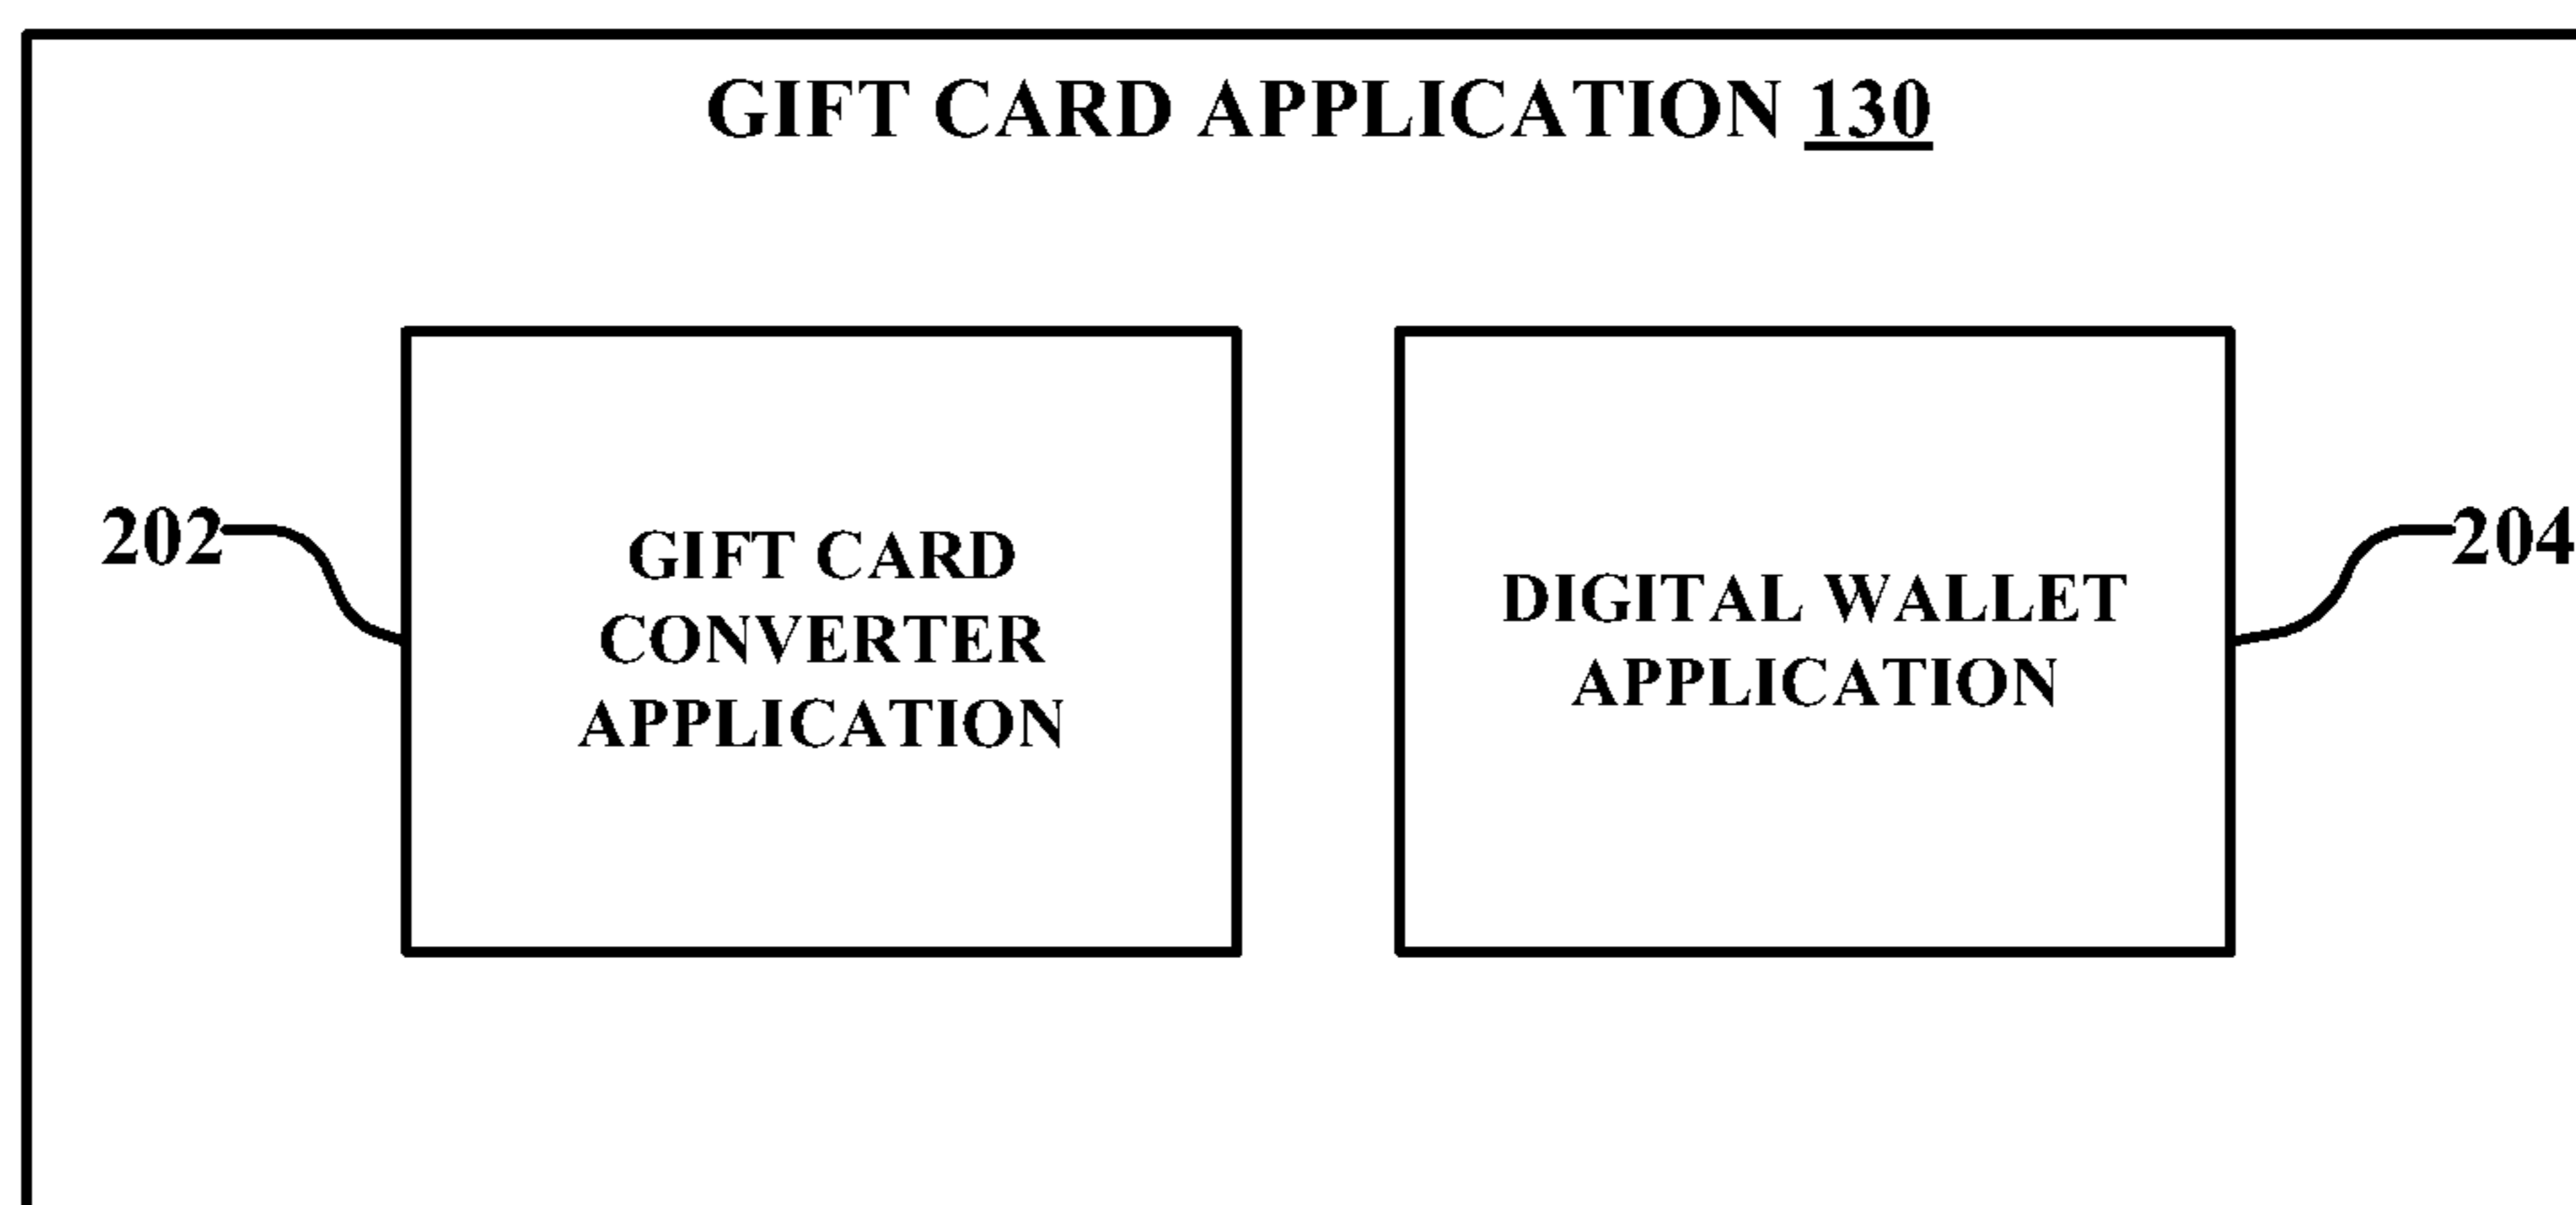 GIFT CARD APPLICATION 130
202
GIFT CARD
CONVERTER
APPLICATION
DIGITAL WALLET
APPLICATION
204